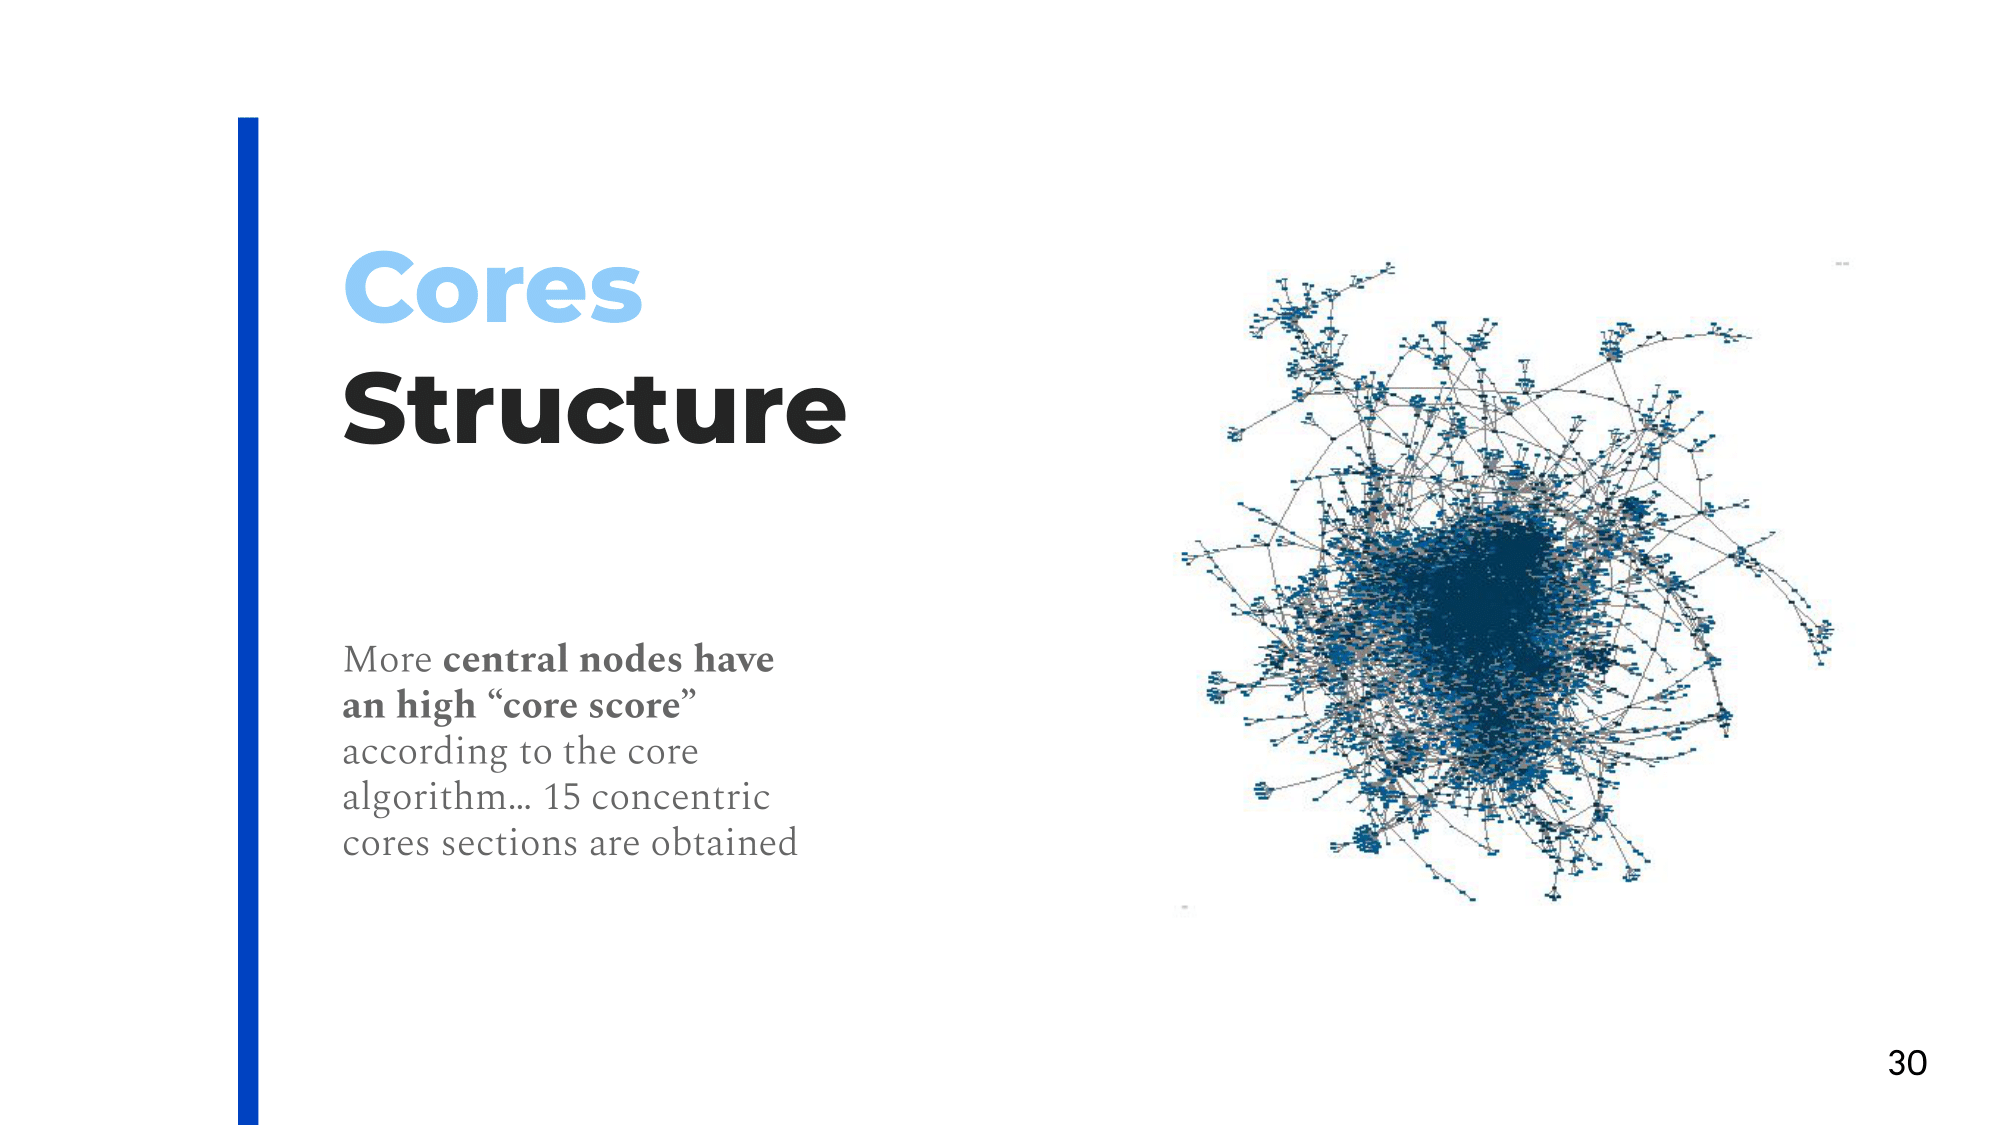 Cores
Structure
More central nodes have
an high “core score”
according to the core
algorithm... 15 concentric
cores sections are obtained
30